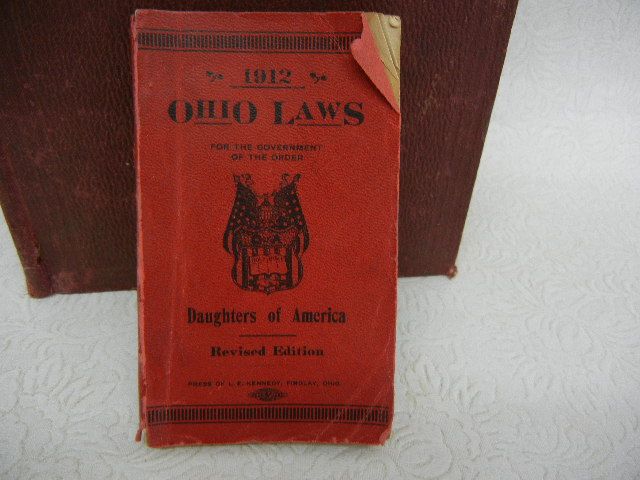 1912
OHIO LAWS
FOR THE GOVERNMENT
OF THE ORDER
Daughters of America
Revised Edition
PRESS OF L. E. KENNEDY, FINDLAY, OHIO.